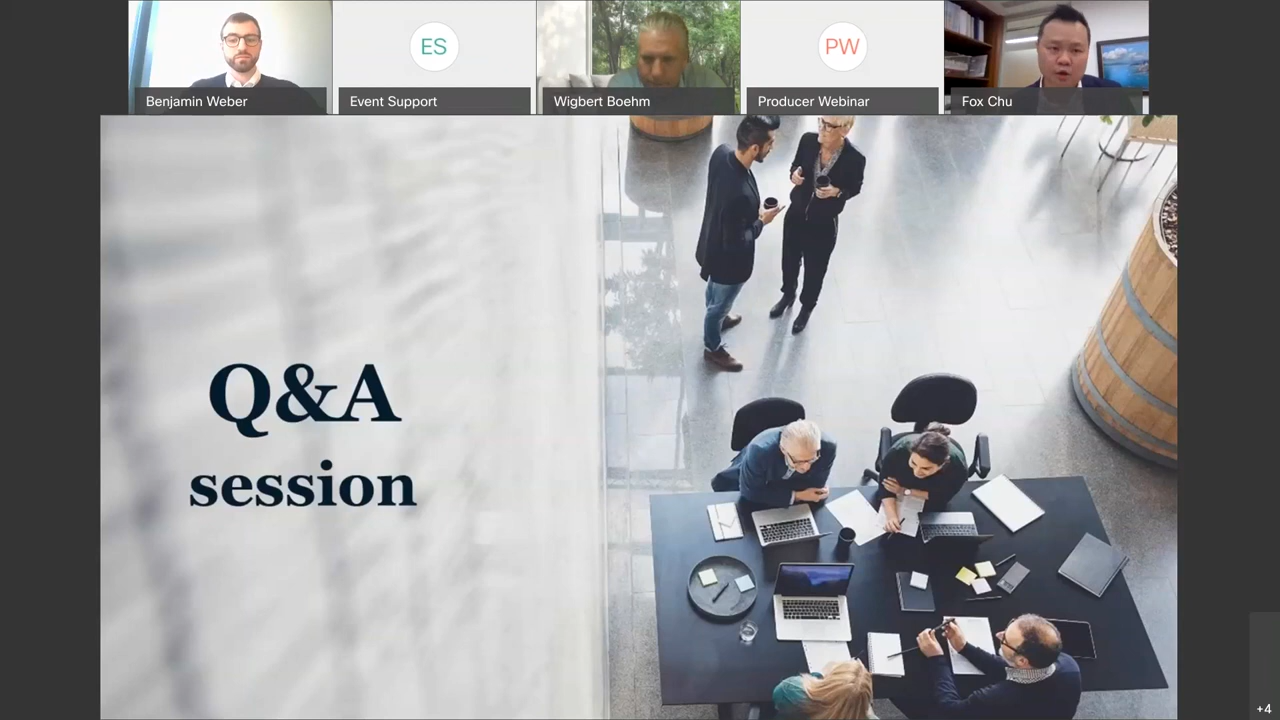 ES
PW
Benjamin Weber
Event Support
Wigbert Boehm
Producer Webinar
Fox Chu
Q&A
session
+4